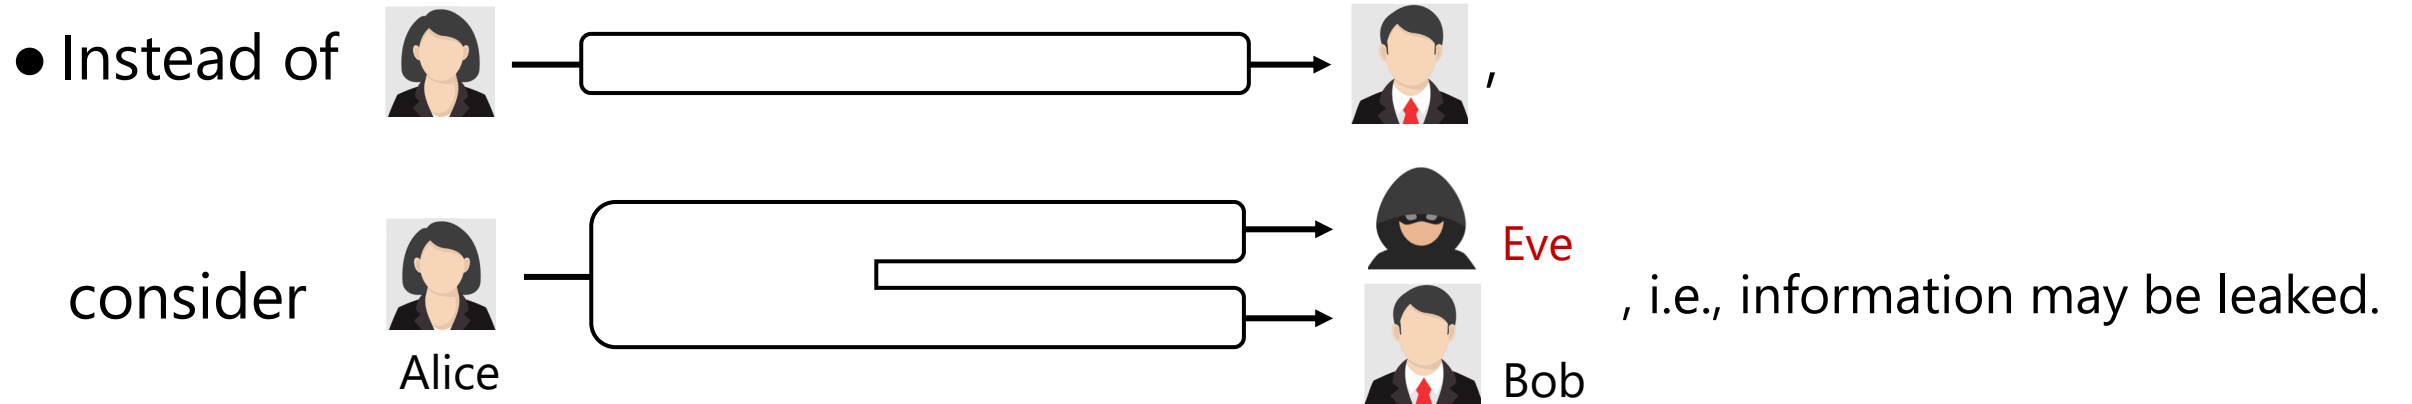 ● Instead of ,
Eve
consider , i.e., information may be leaked.
Alice
Bob